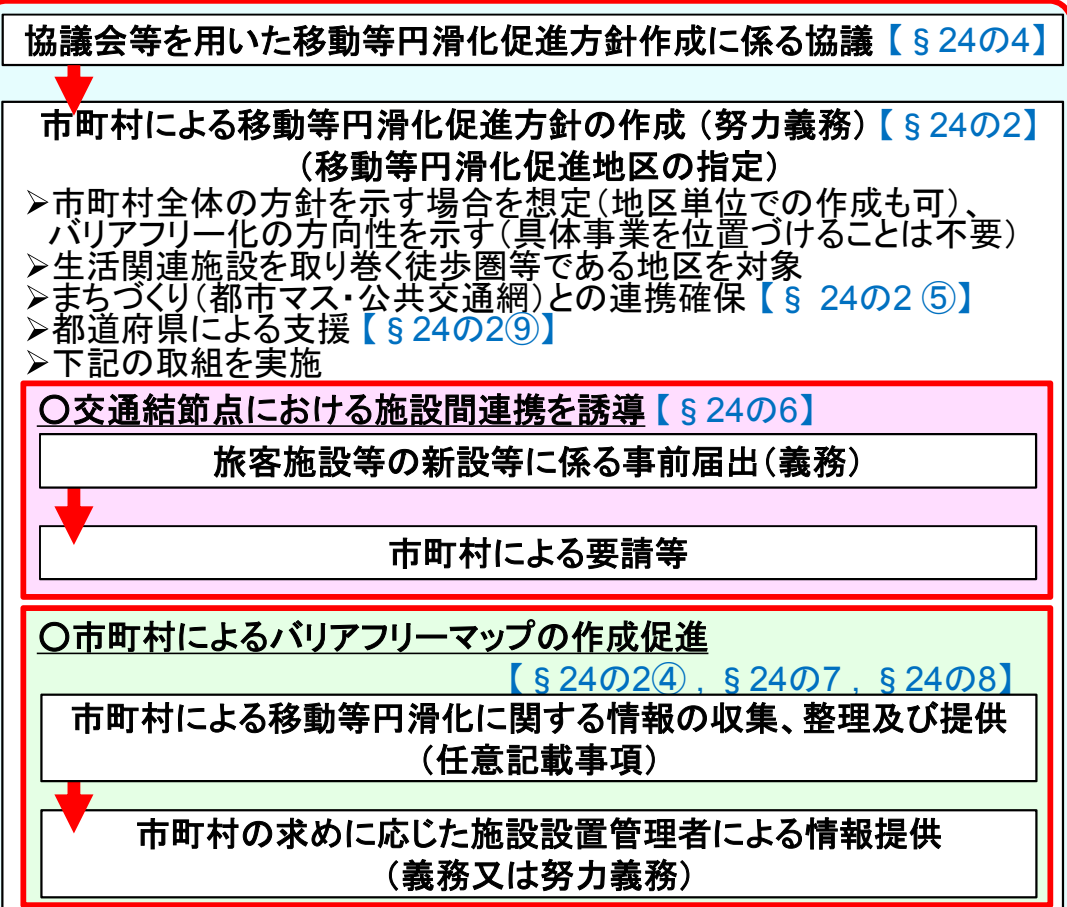 協議会等を用いた移動等円滑化促進方針作成に係る協議【§24の4】
市町村による移動等円滑化促進方針の作成（努力義務）【§24の2】
（移動等円滑化促進地区の指定）
➢市町村全体の方針を示す場合を想定（地区単位での作成も可）、
バリアフリー化の方向性を示す（具体事業を位置づけることは不要）
➢生活関連施設を取り巻く徒歩圏等である地区を対象
➢まちづくり（都市マス・公共交通網）との連携確保【§ 24の2 ⑤】
➢都道府県による支援【§24の2⑨】
➢下記の取組を実施
〇交通結節点における施設間連携を誘導【§24の6】
旅客施設等の新設等に係る事前届出（義務）
市町村による要請等
〇市町村によるバリアフリーマップの作成促進
【§24の2④，§24の7，§24の8】
市町村による移動等円滑化に関する情報の収集、整理及び提供
（任意記載事項）
市町村の求めに応じた施設設置管理者による情報提供
（義務又は努力義務）